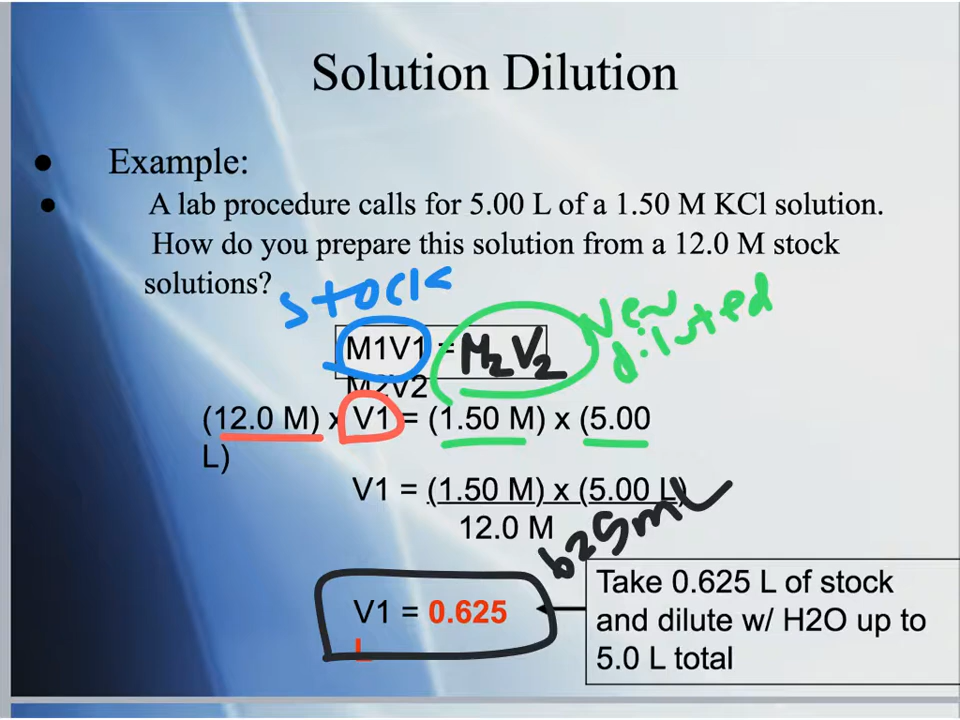 Solution Dilution
• Example:
• A lab procedure calls for 5.00 L of a 1.50 M KCl solution.
How do you prepare this solution from a 12.0 M stock
solutions?
stock
New
diluted
M1V1 = M2V2
M2V2
(12.0 M) x V1 = (1.50 M) x (5.00
L)
V1 = (1.50 M) x (5.00 L)
12.0 M
625mL
V1 = 0.625
L
Take 0.625 L of stock
and dilute w/ H2O up to
5.0 L total